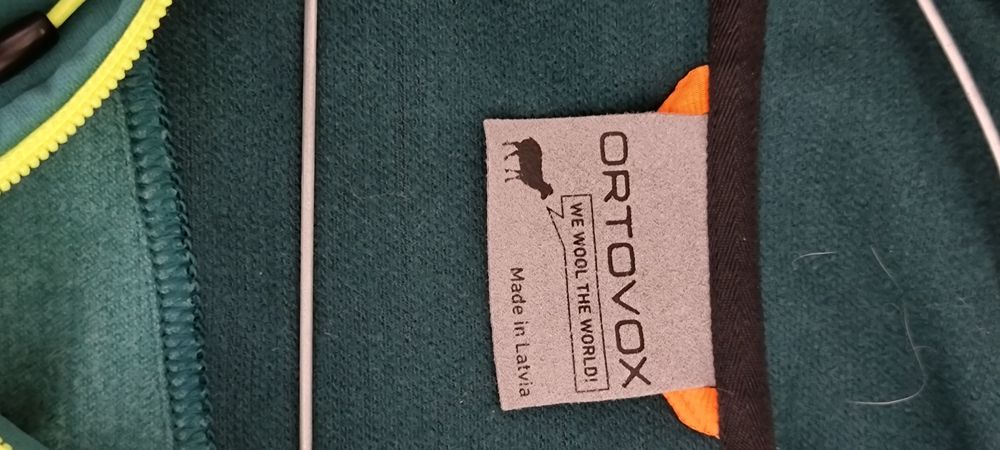 ORTOVOX
WE WOOL THE WORLD!
Made in Latvia